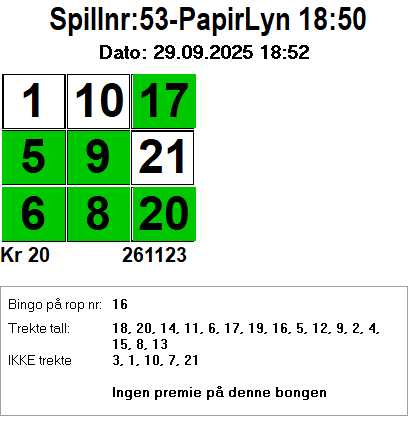 Spillnr:53-PapirLyn 18:50
Dato: 29.09.2025 18:52
1 10 17
5 9 21
6 8 20
Kr 20 261123
Bingo på rop nr: 16
Trekte tall: 18, 20, 14, 11, 6, 17, 19, 16, 5, 12, 9, 2, 4,
15, 8, 13
IKKE trekte 3, 1, 10, 7, 21
Ingen premie på denne bongen